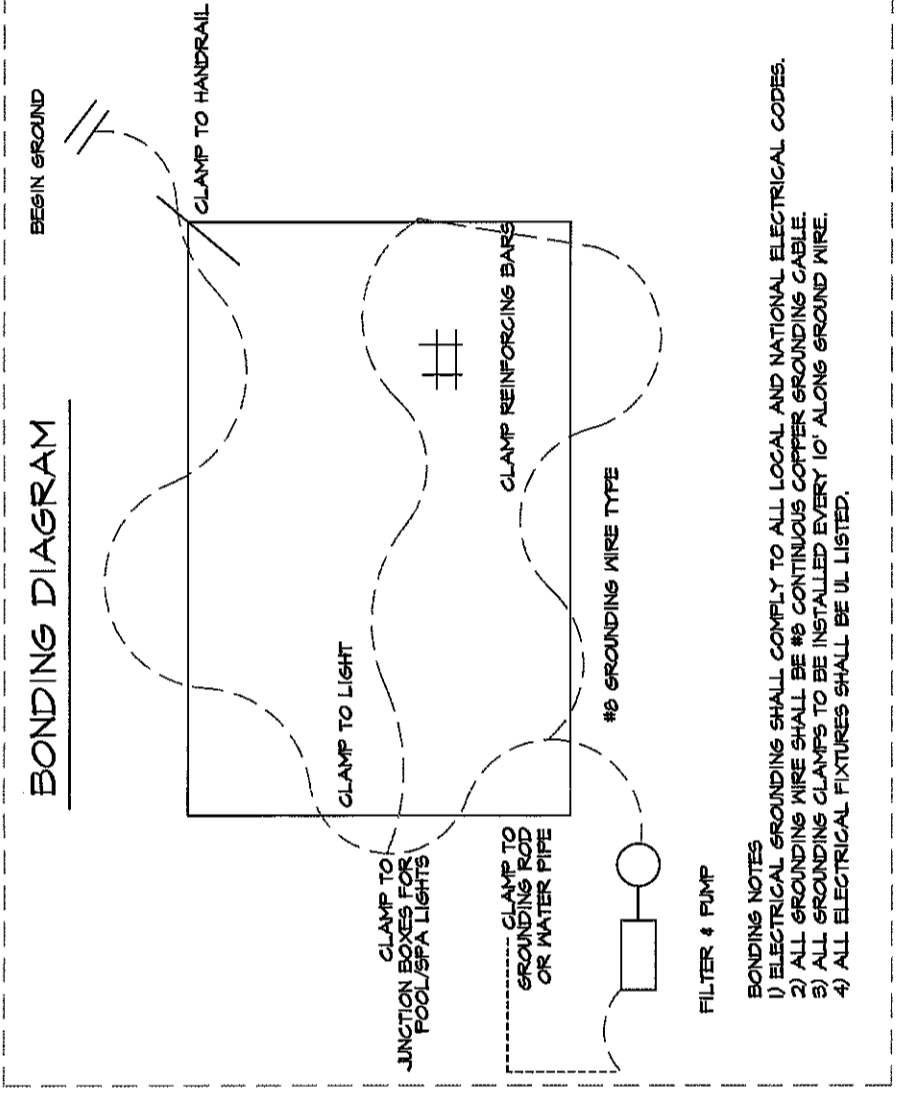 BONDING DIAGRAM
BEGIN GROUND
CLAMP TO HANDRAIL
CLAMP TO LIGHT
CLAMP TO
JUNCTION BOXES FOR
POOL/SPA LIGHTS
CLAMP REINFORCING BARS
CLAMP TO
GROUNDING ROD
OR WATER PIPE
#8 GROUNDING WIRE TYPE
FILTER & PUMP
BONDING NOTES
1) ELECTRICAL GROUNDING SHALL COMPLY TO ALL LOCAL AND NATIONAL ELECTRICAL CODES.
2) ALL GROUNDING WIRE SHALL BE #8 CONTINUOUS COPPER GROUNDING CABLE.
3) ALL GROUNDING CLAMPS TO BE INSTALLED EVERY 10' ALONG GROUND WIRE.
4) ALL ELECTRICAL FIXTURES SHALL BE UL LISTED.